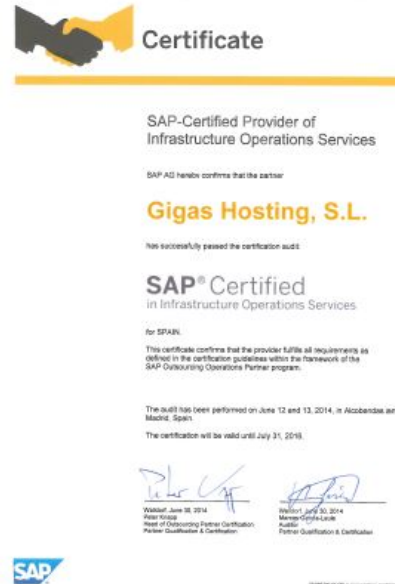 Certificate
SAP-Certified Provider of
Infrastructure Operations Services
SAP AG hereby confirms that the partner
Gigas Hosting, S.L.
has successfully passed the certification audit
SAP® Certified
in Infrastructure Operations Services
for SPAIN.
This certificate confirms that the provider fulfills all requirements as
defined in the certification guidelines within the framework of the
SAP Outsourcing Operations Partner program.
The audit has been performed on June 12 and 13, 2014, in Alcobendas and
Madrid, Spain.
The certification will be valid until July 31, 2016.
Walldorf, June 30, 2014
Peter Knapp
Head of Outsourcing Partner Certification
Partner Qualification & Certification
Walldorf, June 30, 2014
Auditor
Partner Qualification & Certification
SAP